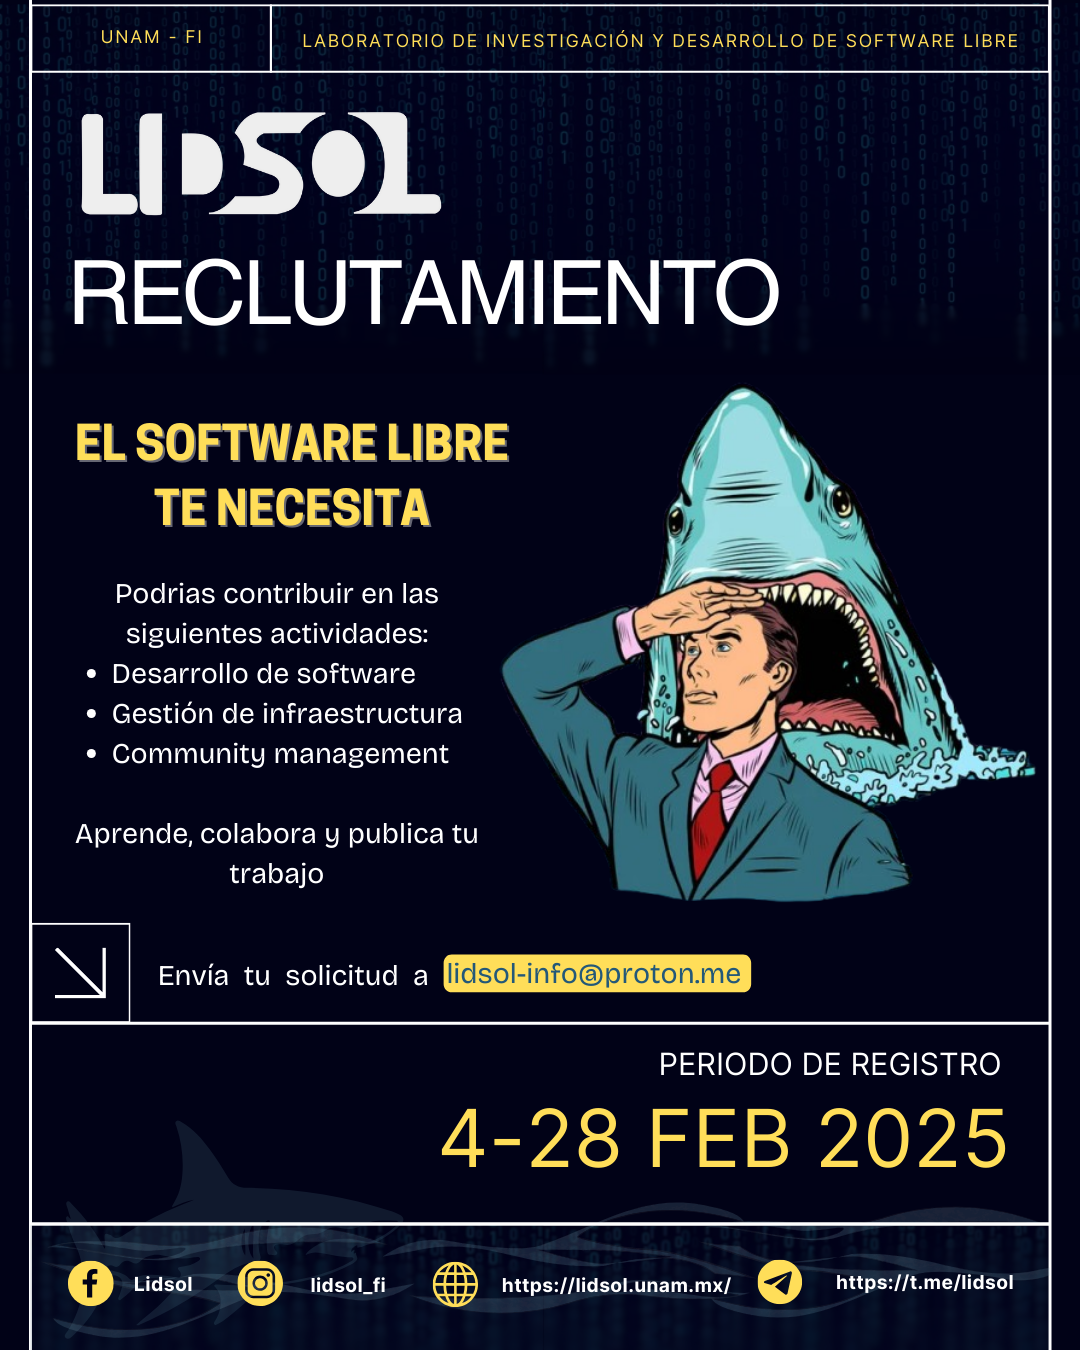 UNAM - FI
LABORATORIO DE INVESTIGACIÓN Y DESARROLLO DE SOFTWARE LIBRE
LIDSOL
RECLUTAMIENTO
EL SOFTWARE LIBRE
TE NECESITA
Podrias contribuir en las
siguientes actividades:
• Desarrollo de software
• Gestión de infraestructura
• Community management
Aprende, colabora y publica tu
trabajo
Envía tu solicitud a lidsol-info@proton.me
PERIODO DE REGISTRO
4-28 FEB 2025
Lidsol
lidsol_fi
https://lidsol.unam.mx/
https://t.me/lidsol